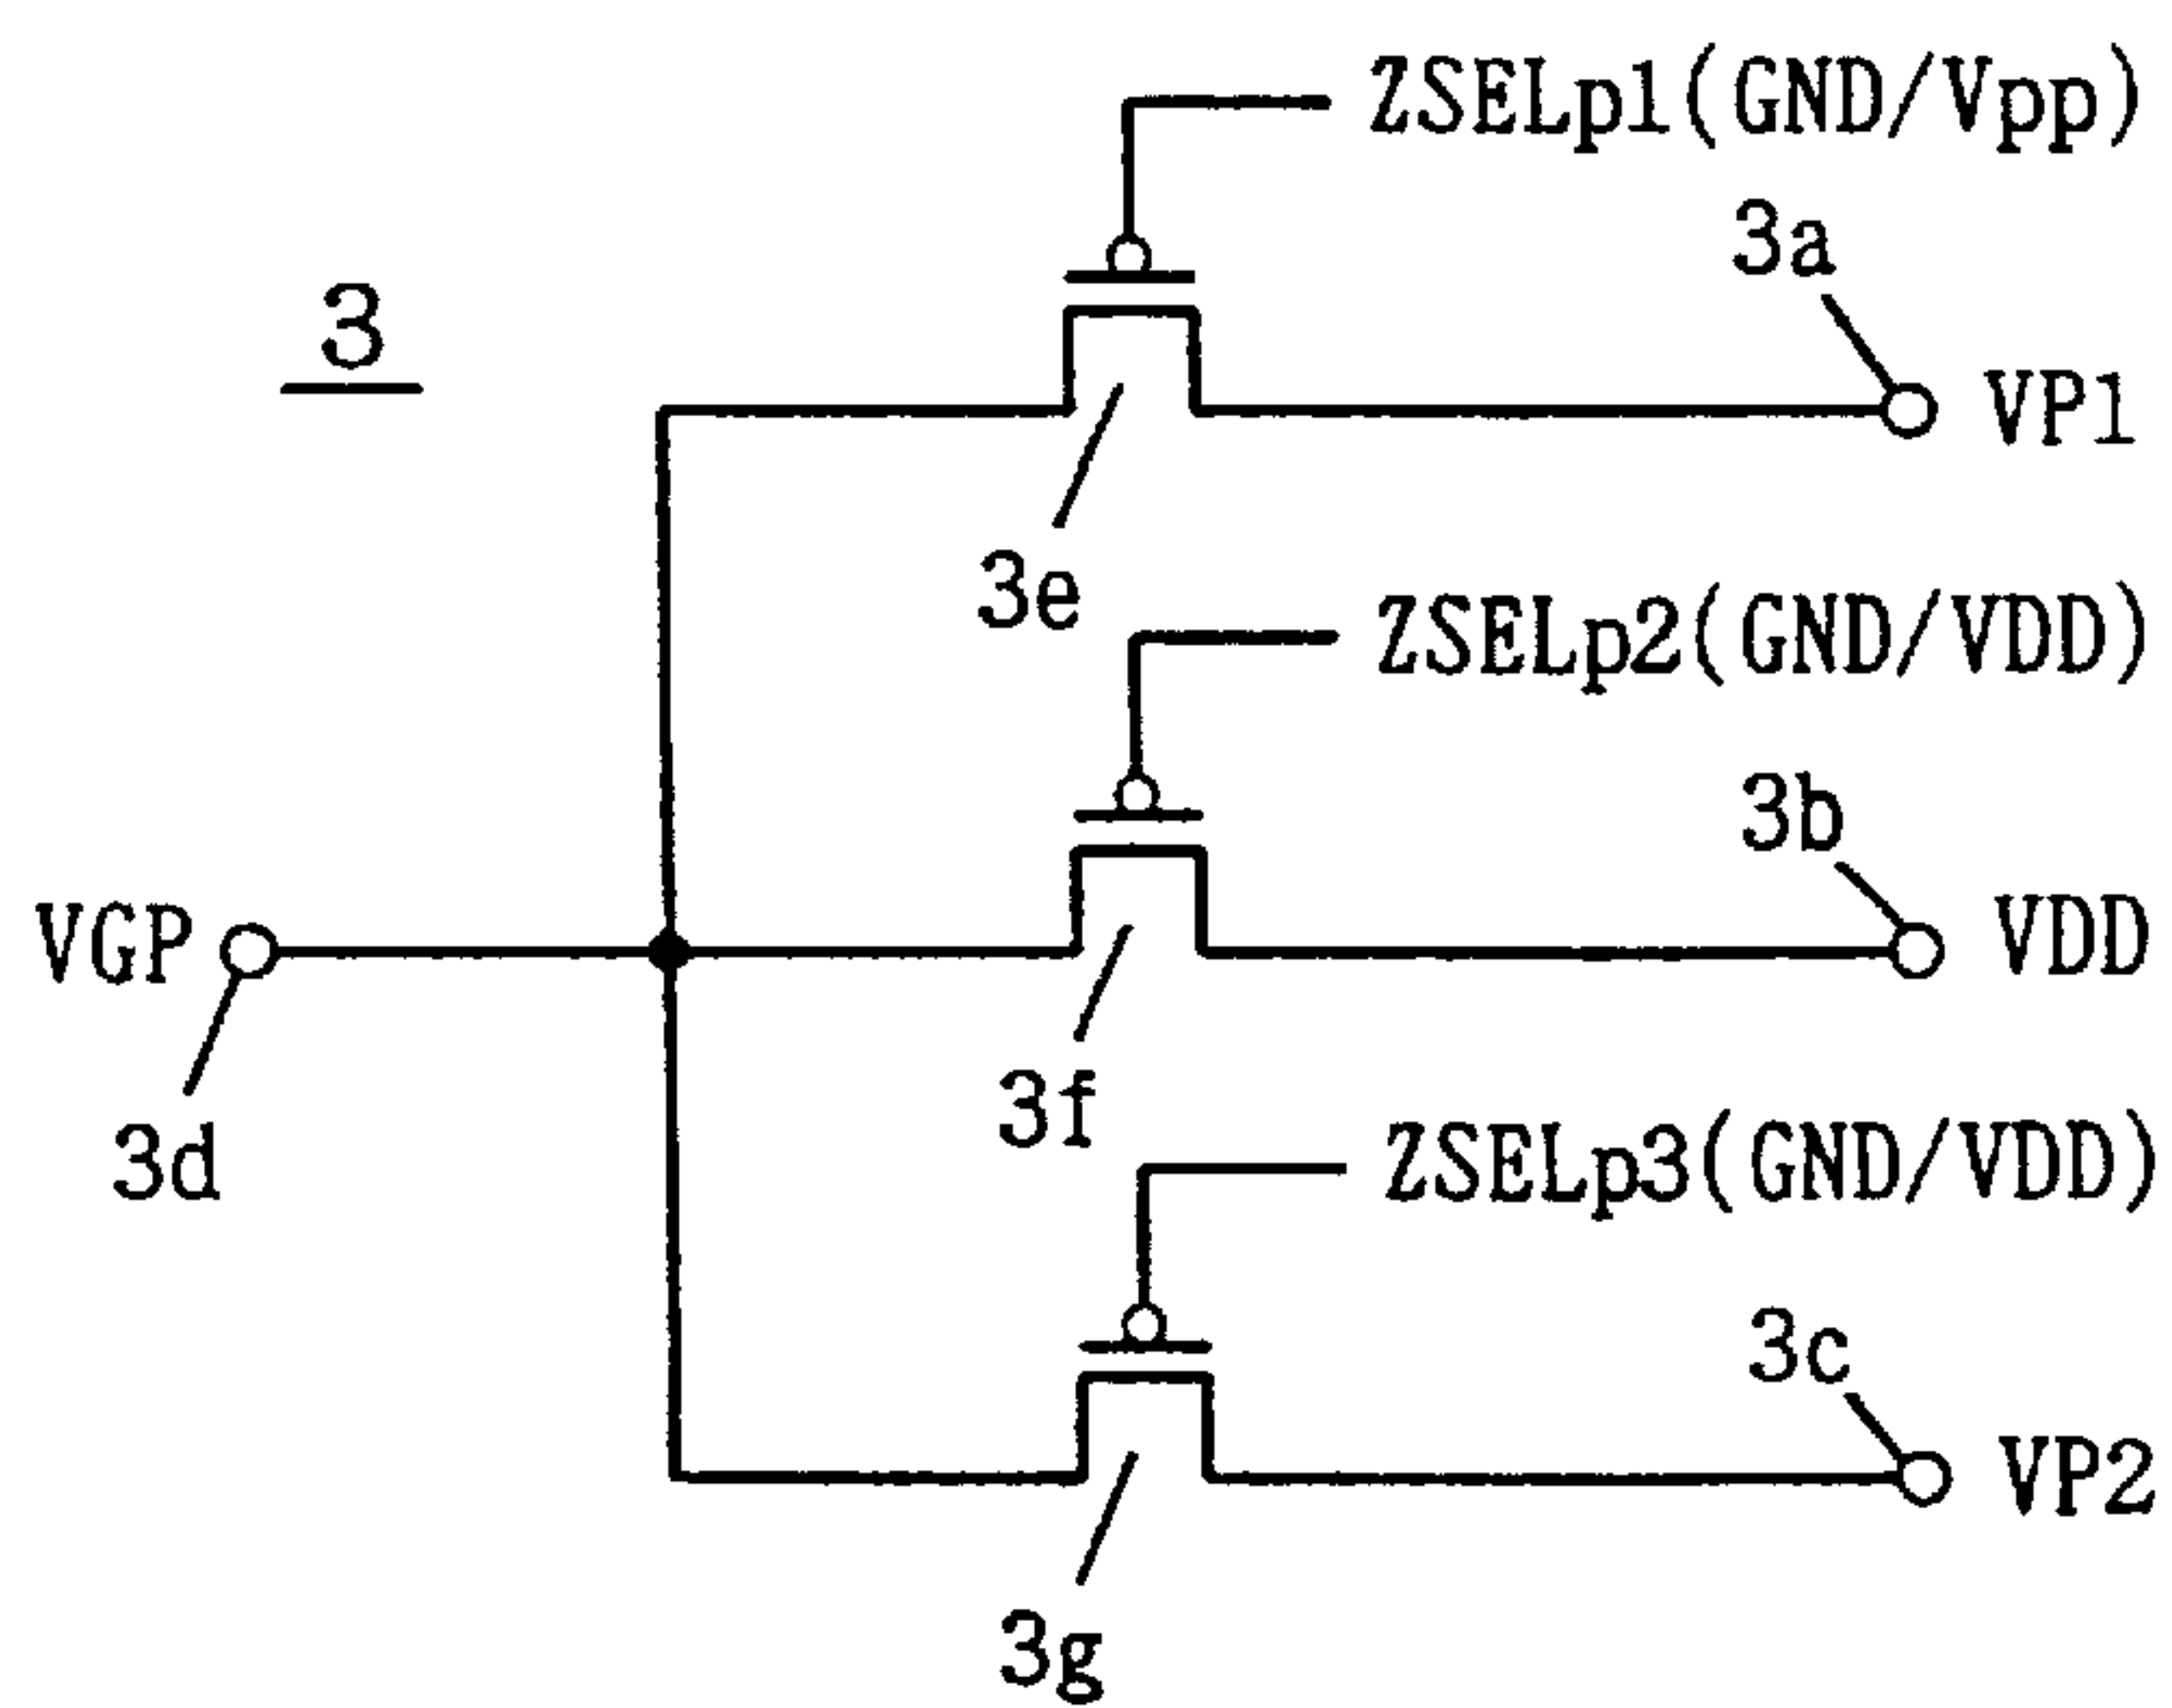 ZSELp1(GND/Vpp)
3a
3
VP1
3e
ZSELp2(GND/VDD)
3b
VGP
VDD
3f
3d
ZSELp3(GND/VDD)
3c
VP2
3g